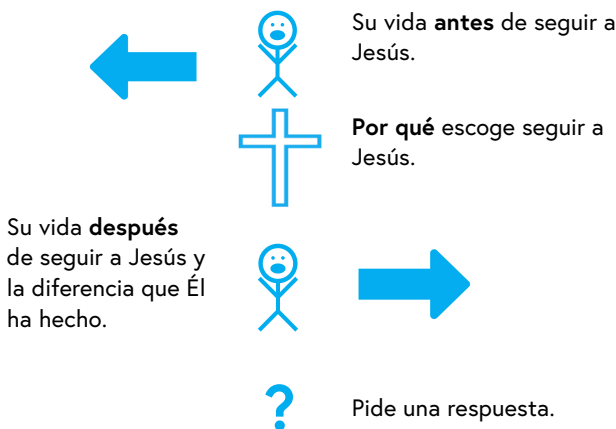 Su vida antes de seguir a
Jesús.
Por qué escoge seguir a
Jesús.
Su vida después
de seguir a Jesús y
la diferencia que Él
ha hecho.
?
Pide una respuesta.